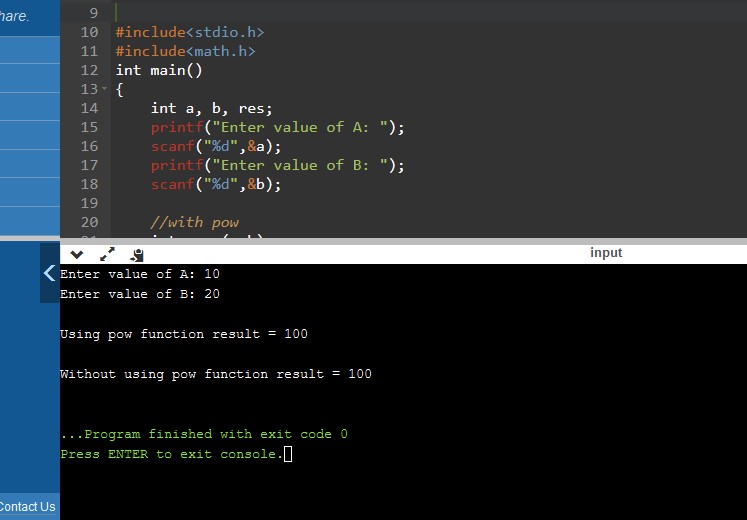 hare.
9
10 #include<stdio.h>
11 #include<math.h>
12 int main()
13 {
14 int a, b, res;
15 printf("Enter value of A: ");
16 scanf("%d",&a);
17 printf("Enter value of B: ");
18 scanf("%d",&b);
19
20 //with pow
input
Enter value of A: 10
Enter value of B: 20
Using pow function result = 100
Without using pow function result = 100
...Program finished with exit code 0
Press ENTER to exit console.
Contact Us